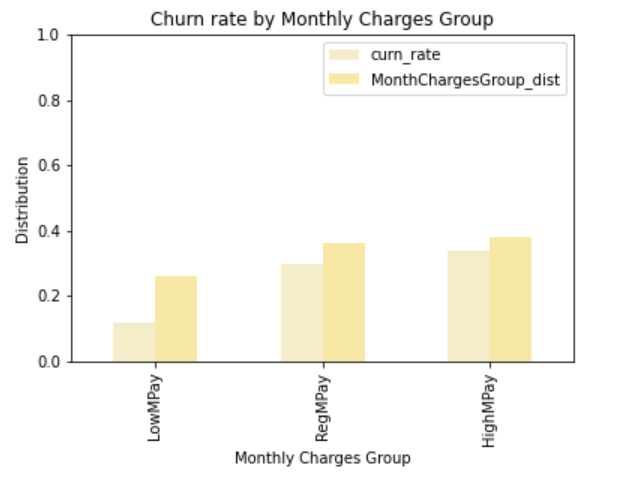 Churn rate by Monthly Charges Group
1.0
0.8
0.6
0.4
0.2
0.0
Distribution
curn_rate
MonthChargesGroup_dist
LowMPay
RegMPay
HighMPay
Monthly Charges Group